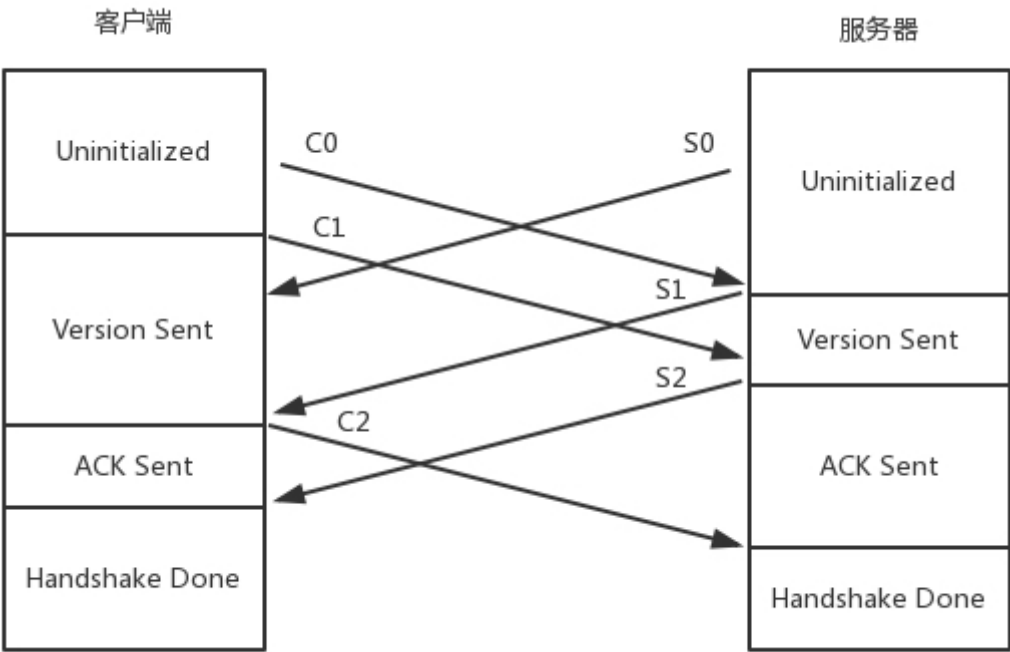 客户端
服务器
C0
S0
Uninitialized
Uninitialized
C1
S1
Version Sent
Version Sent
S2
C2
ACK Sent
ACK Sent
Handshake Done
Handshake Done